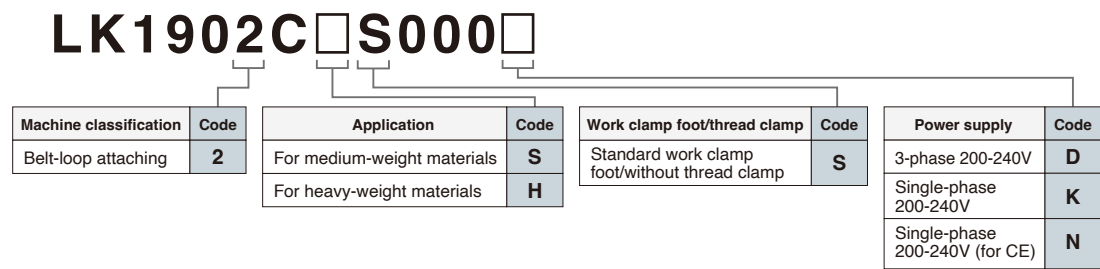 LK1902C□S000□
Machine classification Code
Belt-loop attaching 2
Application Code
For medium-weight materials S
For heavy-weight materials H
Work clamp foot/thread clamp Code
Standard work clamp
foot/without thread clamp S
Power supply Code
3-phase 200-240V D
Single-phase
200-240V K
Single-phase
200-240V (for CE) N